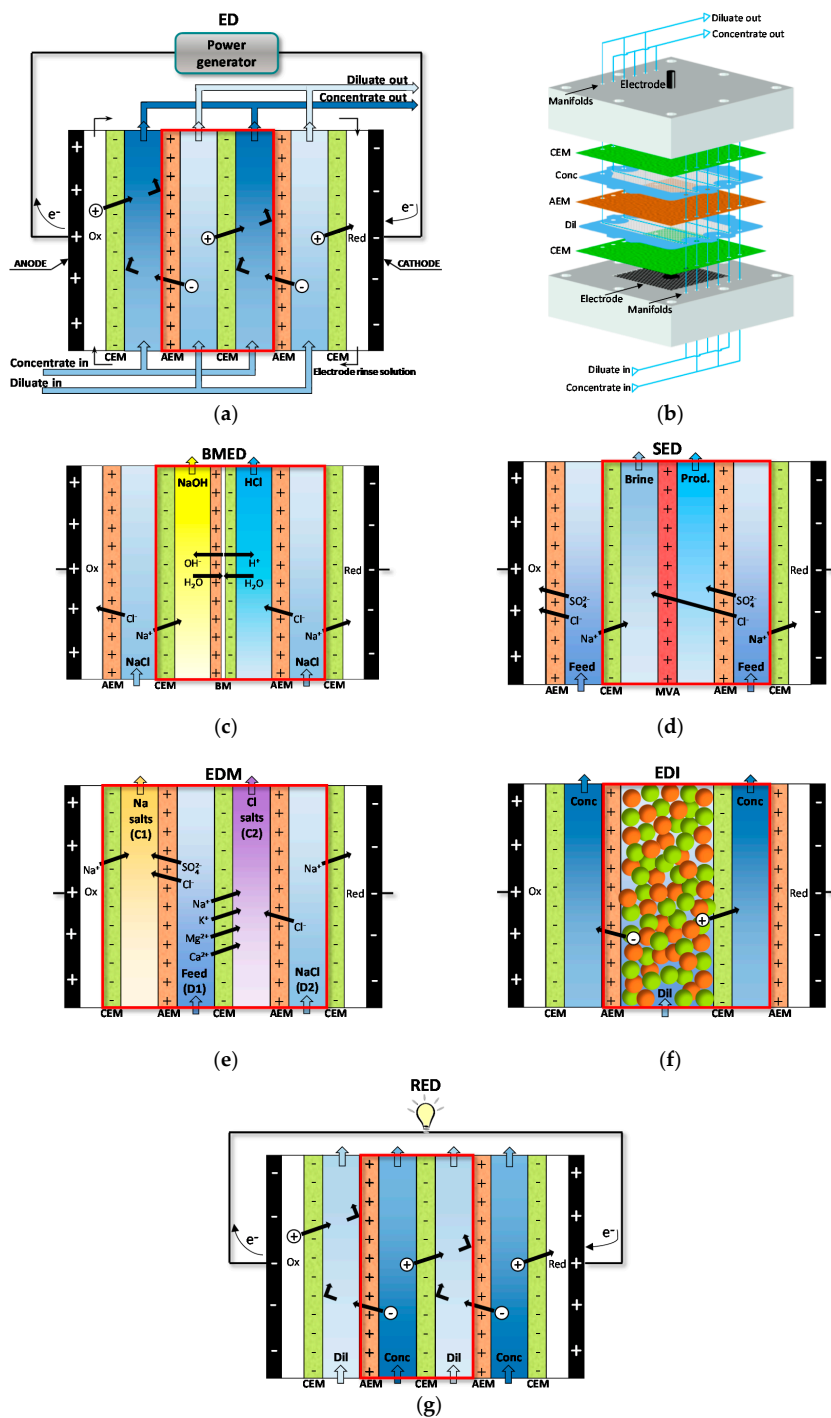 ED
Power
generator
Diluate out
Concentrate out
e-
Ox
Red
e-
ANODE
CATHODE
CEM AEM CEM AEM CEM
Concentrate in
Diluate in
Electrode rinse solution
(a)
Diluate out
Concentrate out
Electrode
Manifolds
CEM
Conc
AEM
Dil
CEM
Electrode
Manifolds
Diluate in
Concentrate in
(b)
BMED
NaOH
HCl
Ox
OH⁻
H⁺
H₂O
H₂O
Red
Cl⁻
Cl⁻
Na⁺
Na⁺
NaCl
NaCl
AEM CEM BM AEM CEM
(c)
SED
Brine
Prod.
Ox
Red
SO₄²⁻
SO₄²⁻
Cl⁻
Cl⁻
Na⁺
Na⁺
Feed
Feed
AEM CEM MVA AEM CEM
(d)
EDM
Na
salts
(C1)
Cl
salts
(C2)
Na⁺
SO₄²⁻
Na⁺
Cl⁻
Ox
Red
Na⁺
K⁺
Cl⁻
Mg²⁺
Ca²⁺
Feed
(D1)
NaCl
(D2)
CEM AEM CEM AEM CEM
(e)
EDI
Conc
Conc
Ox
Red
Dil
CEM AEM CEM AEM
(f)
RED
e-
Ox
Red
e-
Dil
Conc
Dil
Conc
CEM AEM CEM AEM CEM
(g)